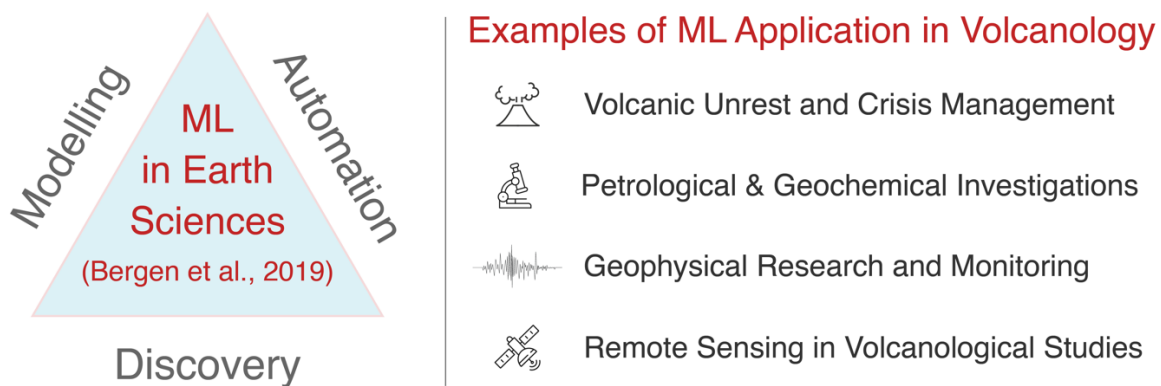 Modelling
Automation
ML
in Earth
Sciences
(Bergen et al., 2019)
Discovery
Examples of ML Application in Volcanology
Volcanic Unrest and Crisis Management
Petrological & Geochemical Investigations
Geophysical Research and Monitoring
Remote Sensing in Volcanological Studies